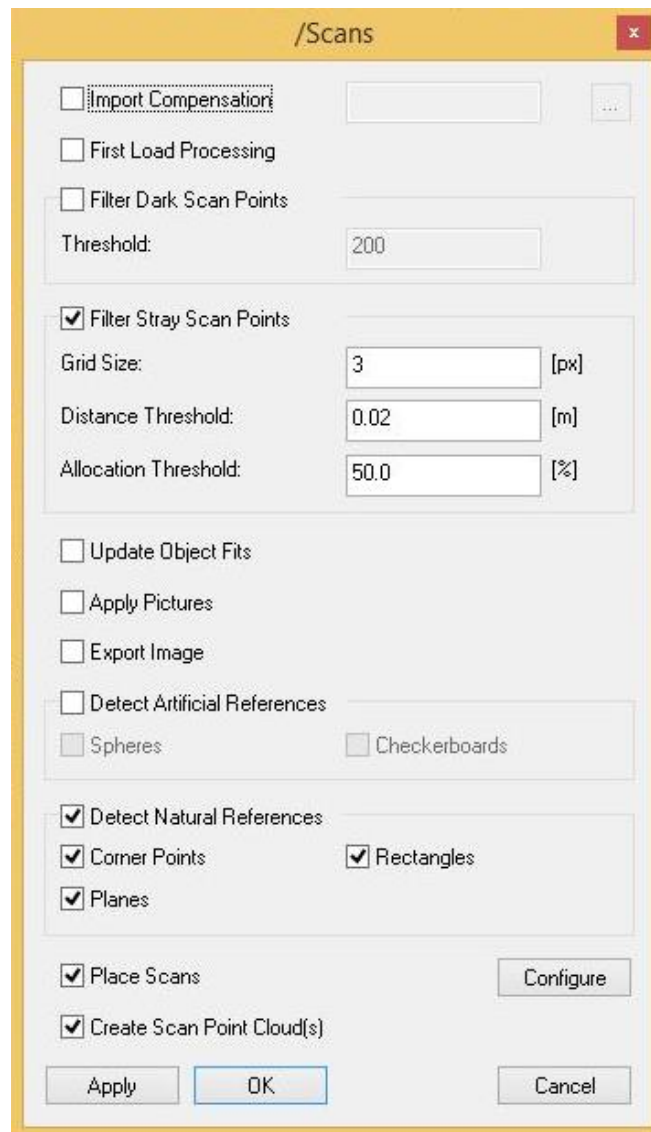 /Scans
x
Import Compensation ...
First Load Processing
Filter Dark Scan Points
Threshold: 200
Filter Stray Scan Points
Grid Size: 3 [px]
Distance Threshold: 0.02 [m]
Allocation Threshold: 50.0 [%]
Update Object Fits
Apply Pictures
Export Image
Detect Artificial References
Spheres Checkerboards
Detect Natural References
Corner Points Rectangles
Planes
Place Scans Configure
Create Scan Point Cloud(s)
Apply OK Cancel